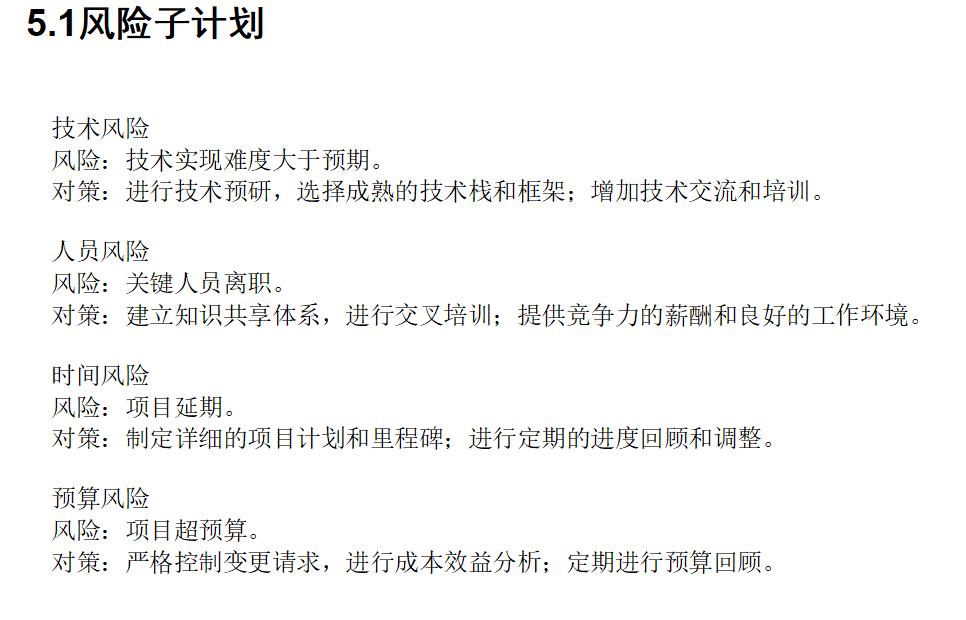 5.1风险子计划
技术风险
风险：技术实现难度大于预期。
对策：进行技术预研，选择成熟的技术栈和框架；增加技术交流和培训。
人员风险
风险：关键人员离职。
对策：建立知识共享体系，进行交叉培训；提供竞争力的薪酬和良好的工作环境。
时间风险
风险：项目延期。
对策：制定详细的项目计划和里程碑；进行定期的进度回顾和调整。
预算风险
风险：项目超预算。
对策：严格控制变更请求，进行成本效益分析；定期进行预算回顾。